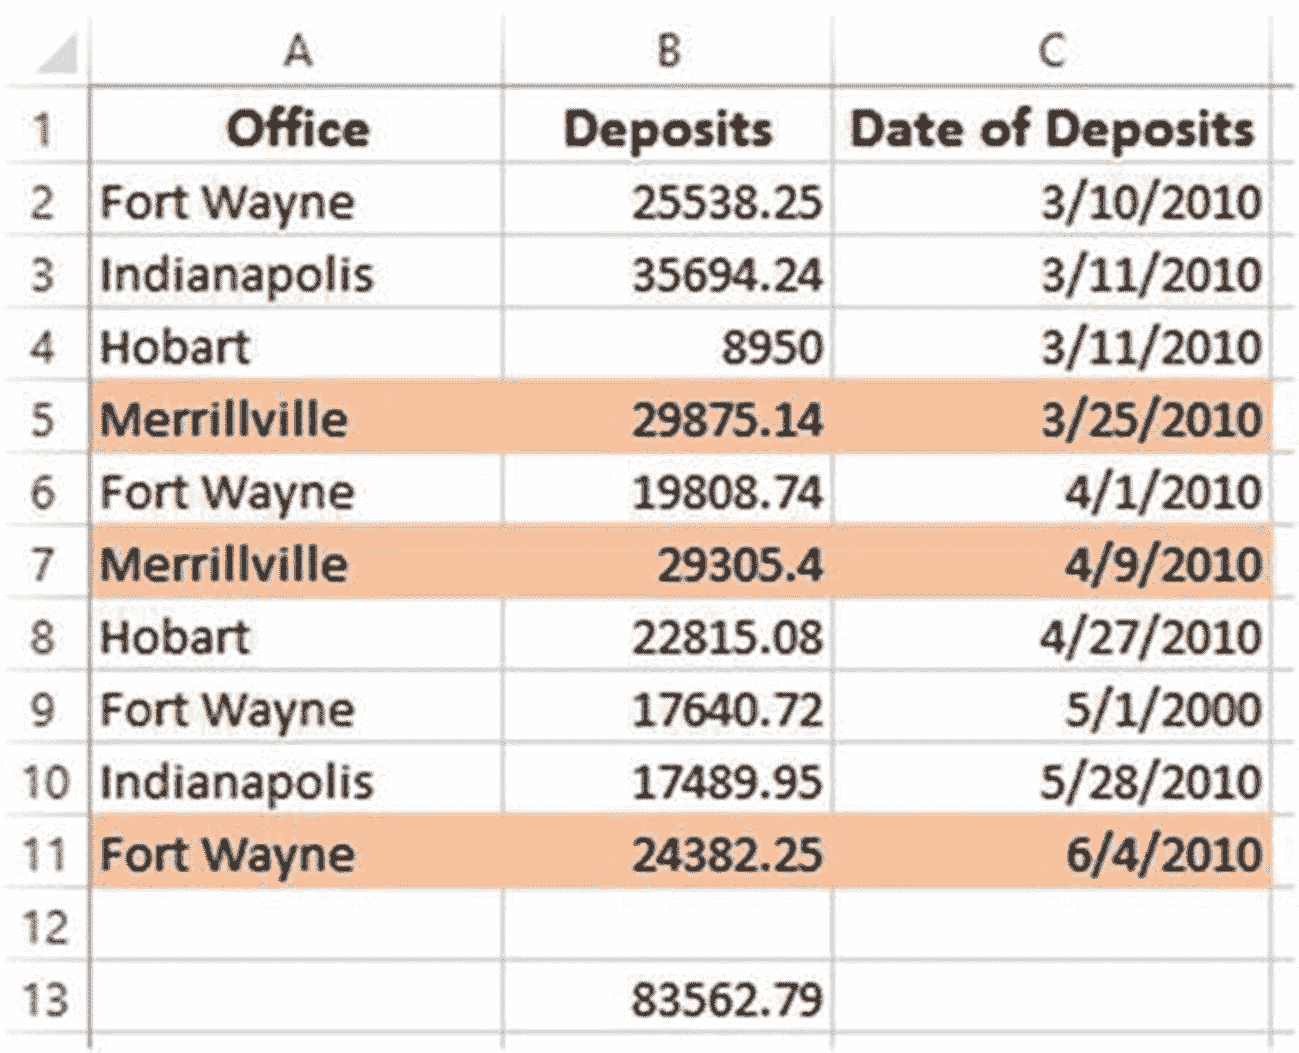 A B C
1 Office Deposits Date of Deposits
2 Fort Wayne 25538.25 3/10/2010
3 Indianapolis 35694.24 3/11/2010
4 Hobart 8950 3/11/2010
5 Merrillville 29875.14 3/25/2010
6 Fort Wayne 19808.74 4/1/2010
7 Merrillville 29305.4 4/9/2010
8 Hobart 22815.08 4/27/2010
9 Fort Wayne 17640.72 5/1/2000
10 Indianapolis 17489.95 5/28/2010
11 Fort Wayne 24382.25 6/4/2010
12
13 83562.79